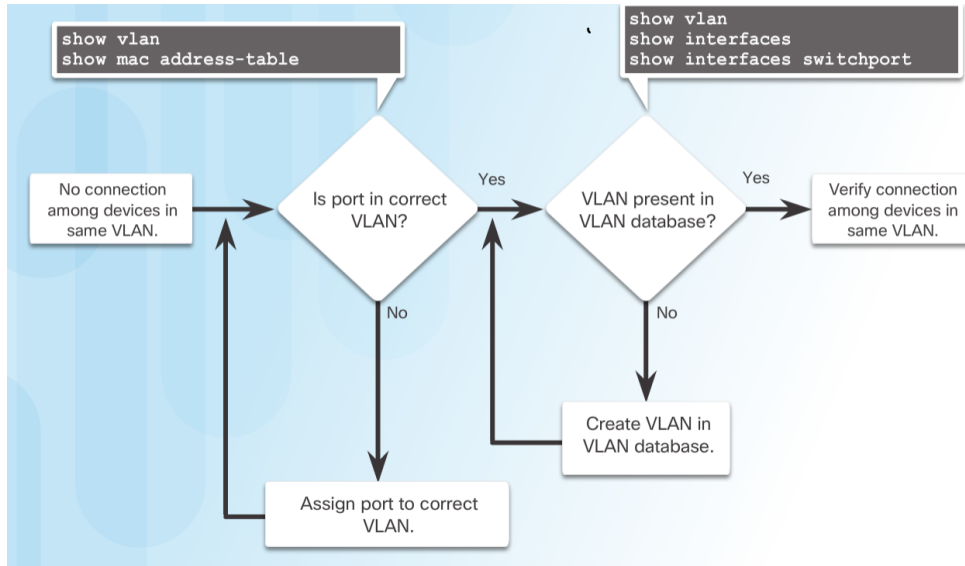 show vlan
show mac address-table
show vlan
show interfaces
show interfaces switchport
No connection
among devices in
same VLAN.
Is port in correct
VLAN?
Yes
VLAN present in
VLAN database?
Yes
Verify connection
among devices in
same VLAN.
No
No
Create VLAN in
VLAN database.
Assign port to correct
VLAN.